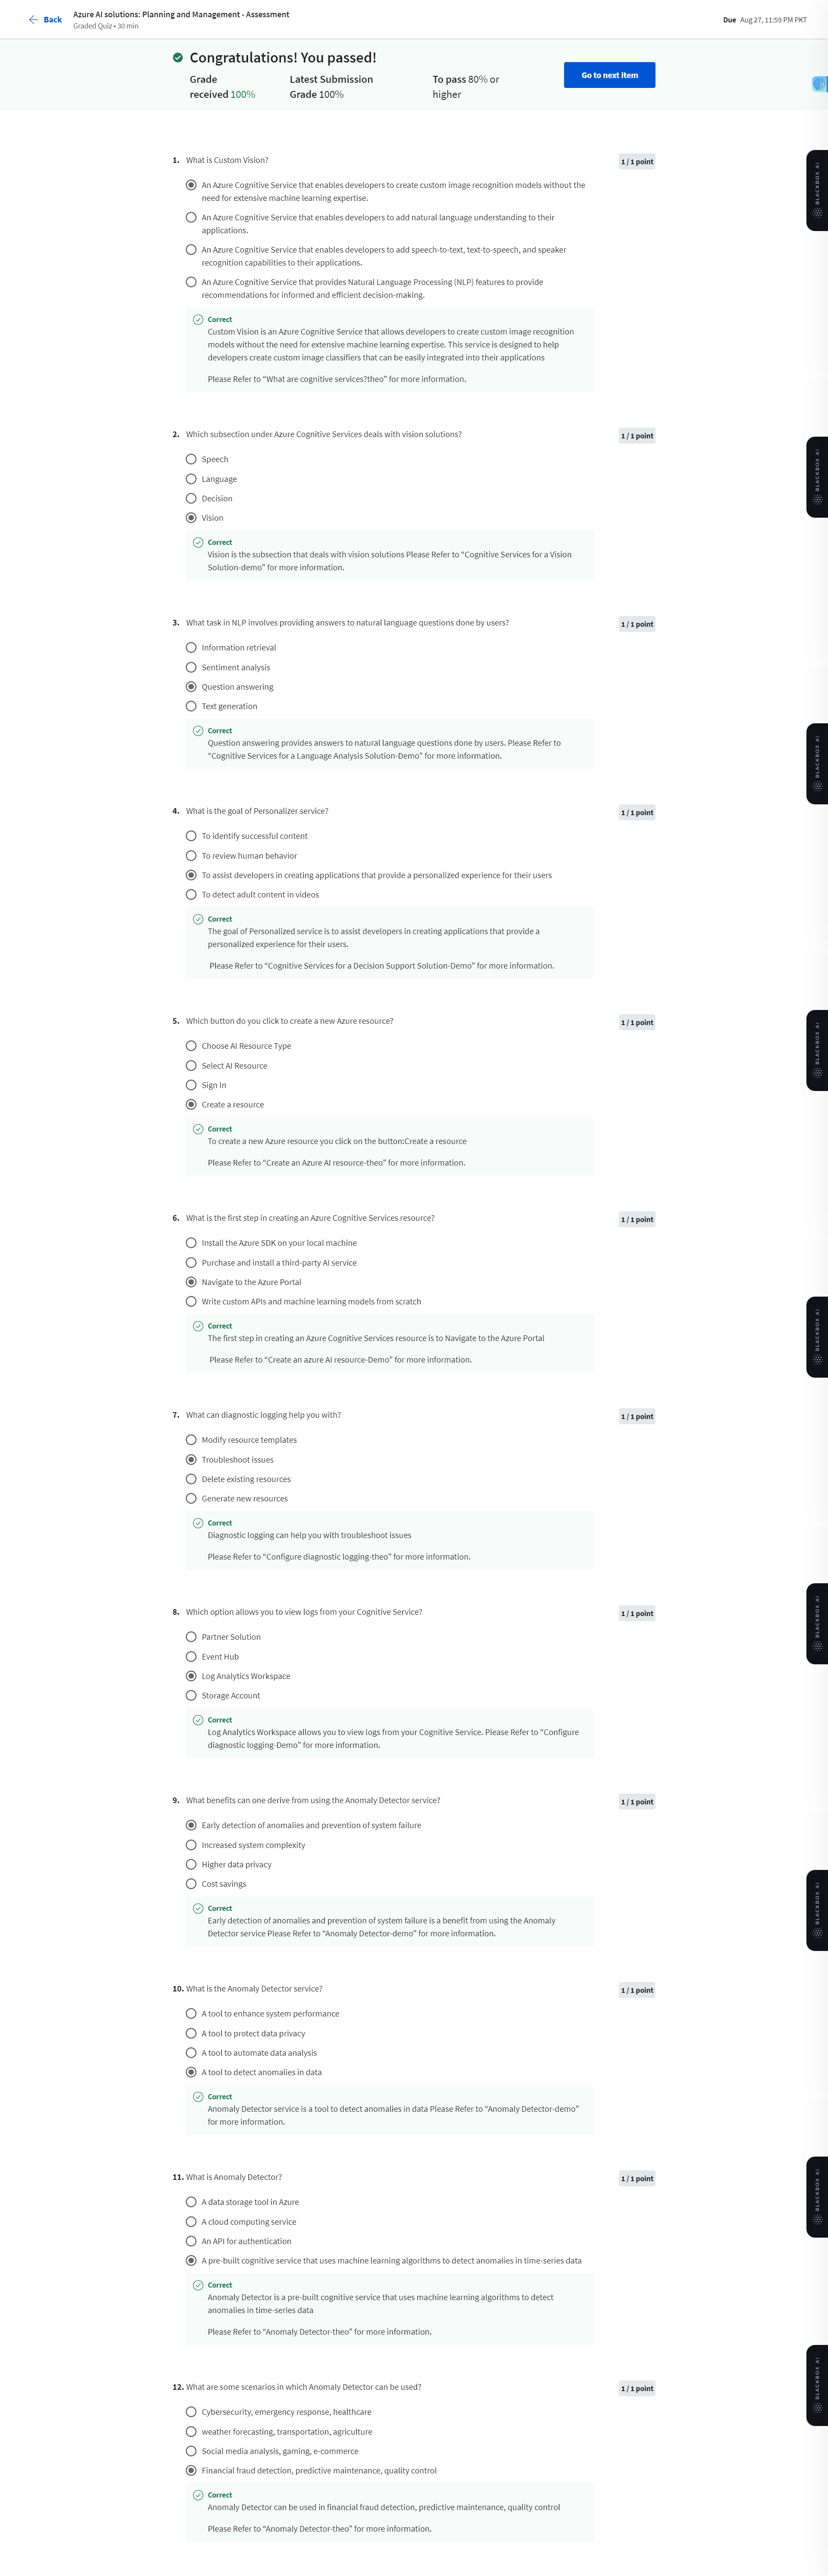 Back
Azure AI solutions: Planning and Management - Assessment
Graded Quiz • 30 min
Due Aug 27, 11:59 PM PKT
Congratulations! You passed!
Grade
received 100%
Latest Submission
Grade 100%
To pass 80% or
higher
Go to next item
1. What is Custom Vision?
1 / 1 point
An Azure Cognitive Service that enables developers to create custom image recognition models without the
need for extensive machine learning expertise.
An Azure Cognitive Service that enables developers to add natural language understanding to their
applications.
An Azure Cognitive Service that enables developers to add speech-to-text, text-to-speech, and speaker
recognition capabilities to their applications.
An Azure Cognitive Service that provides Natural Language Processing (NLP) features to provide
recommendations for informed and efficient decision-making.
Correct
Custom Vision is an Azure Cognitive Service that allows developers to create custom image recognition
models without the need for extensive machine learning expertise. This service is designed to help
developers create custom image classifiers that can be easily integrated into their applications
Please Refer to “What are cognitive services?theo” for more information.
BLACKBOX AI
2. Which subsection under Azure Cognitive Services deals with vision solutions?
1 / 1 point
Speech
Language
Decision
Vision
Correct
Vision is the subsection that deals with vision solutions Please Refer to “Cognitive Services for a Vision
Solution-demo” for more information.
BLACKBOX AI
3. What task in NLP involves providing answers to natural language questions done by users?
1 / 1 point
Information retrieval
Sentiment analysis
Question answering
Text generation
Correct
Question answering provides answers to natural language questions done by users. Please Refer to
“Cognitive Services for a Language Analysis Solution-Demo” for more information.
BLACKBOX AI
4. What is the goal of Personalizer service?
1 / 1 point
To identify successful content
To review human behavior
To assist developers in creating applications that provide a personalized experience for their users
To detect adult content in videos
Correct
The goal of Personalized service is to assist developers in creating applications that provide a
personalized experience for their users.
Please Refer to “Cognitive Services for a Decision Support Solution-Demo” for more information.
5. Which button do you click to create a new Azure resource?
1 / 1 point
Choose AI Resource Type
Select AI Resource
Sign In
Create a resource
Correct
To create a new Azure resource you click on the button:Create a resource
Please Refer to “Create an Azure AI resource-theo” for more information.
BLACKBOX AI
6. What is the first step in creating an Azure Cognitive Services resource?
1 / 1 point
Install the Azure SDK on your local machine
Purchase and install a third-party AI service
Navigate to the Azure Portal
Write custom APIs and machine learning models from scratch
Correct
The first step in creating an Azure Cognitive Services resource is to Navigate to the Azure Portal
Please Refer to “Create an azure AI resource-Demo” for more information.
BLACKBOX AI
7. What can diagnostic logging help you with?
1 / 1 point
Modify resource templates
Troubleshoot issues
Delete existing resources
Generate new resources
Correct
Diagnostic logging can help you with troubleshoot issues
Please Refer to “Configure diagnostic logging-theo” for more information.
8. Which option allows you to view logs from your Cognitive Service?
1 / 1 point
Partner Solution
Event Hub
Log Analytics Workspace
Storage Account
Correct
Log Analytics Workspace allows you to view logs from your Cognitive Service. Please Refer to “Configure
diagnostic logging-Demo” for more information.
BLACKBOX AI
9. What benefits can one derive from using the Anomaly Detector service?
1 / 1 point
Early detection of anomalies and prevention of system failure
Increased system complexity
Higher data privacy
Cost savings
Correct
Early detection of anomalies and prevention of system failure is a benefit from using the Anomaly
Detector service Please Refer to “Anomaly Detector-demo” for more information.
BLACKBOX AI
10. What is the Anomaly Detector service?
1 / 1 point
A tool to enhance system performance
A tool to protect data privacy
A tool to automate data analysis
A tool to detect anomalies in data
Correct
Anomaly Detector service is a tool to detect anomalies in data Please Refer to “Anomaly Detector-demo”
for more information.
11. What is Anomaly Detector?
1 / 1 point
A data storage tool in Azure
A cloud computing service
An API for authentication
A pre-built cognitive service that uses machine learning algorithms to detect anomalies in time-series data
Correct
Anomaly Detector is a pre-built cognitive service that uses machine learning algorithms to detect
anomalies in time-series data
Please Refer to “Anomaly Detector-theo” for more information.
BLACKBOX AI
12. What are some scenarios in which Anomaly Detector can be used?
1 / 1 point
Cybersecurity, emergency response, healthcare
weather forecasting, transportation, agriculture
Social media analysis, gaming, e-commerce
Financial fraud detection, predictive maintenance, quality control
Correct
Anomaly Detector can be used in financial fraud detection, predictive maintenance, quality control
Please Refer to “Anomaly Detector-theo” for more information.
BLACKBOX AI